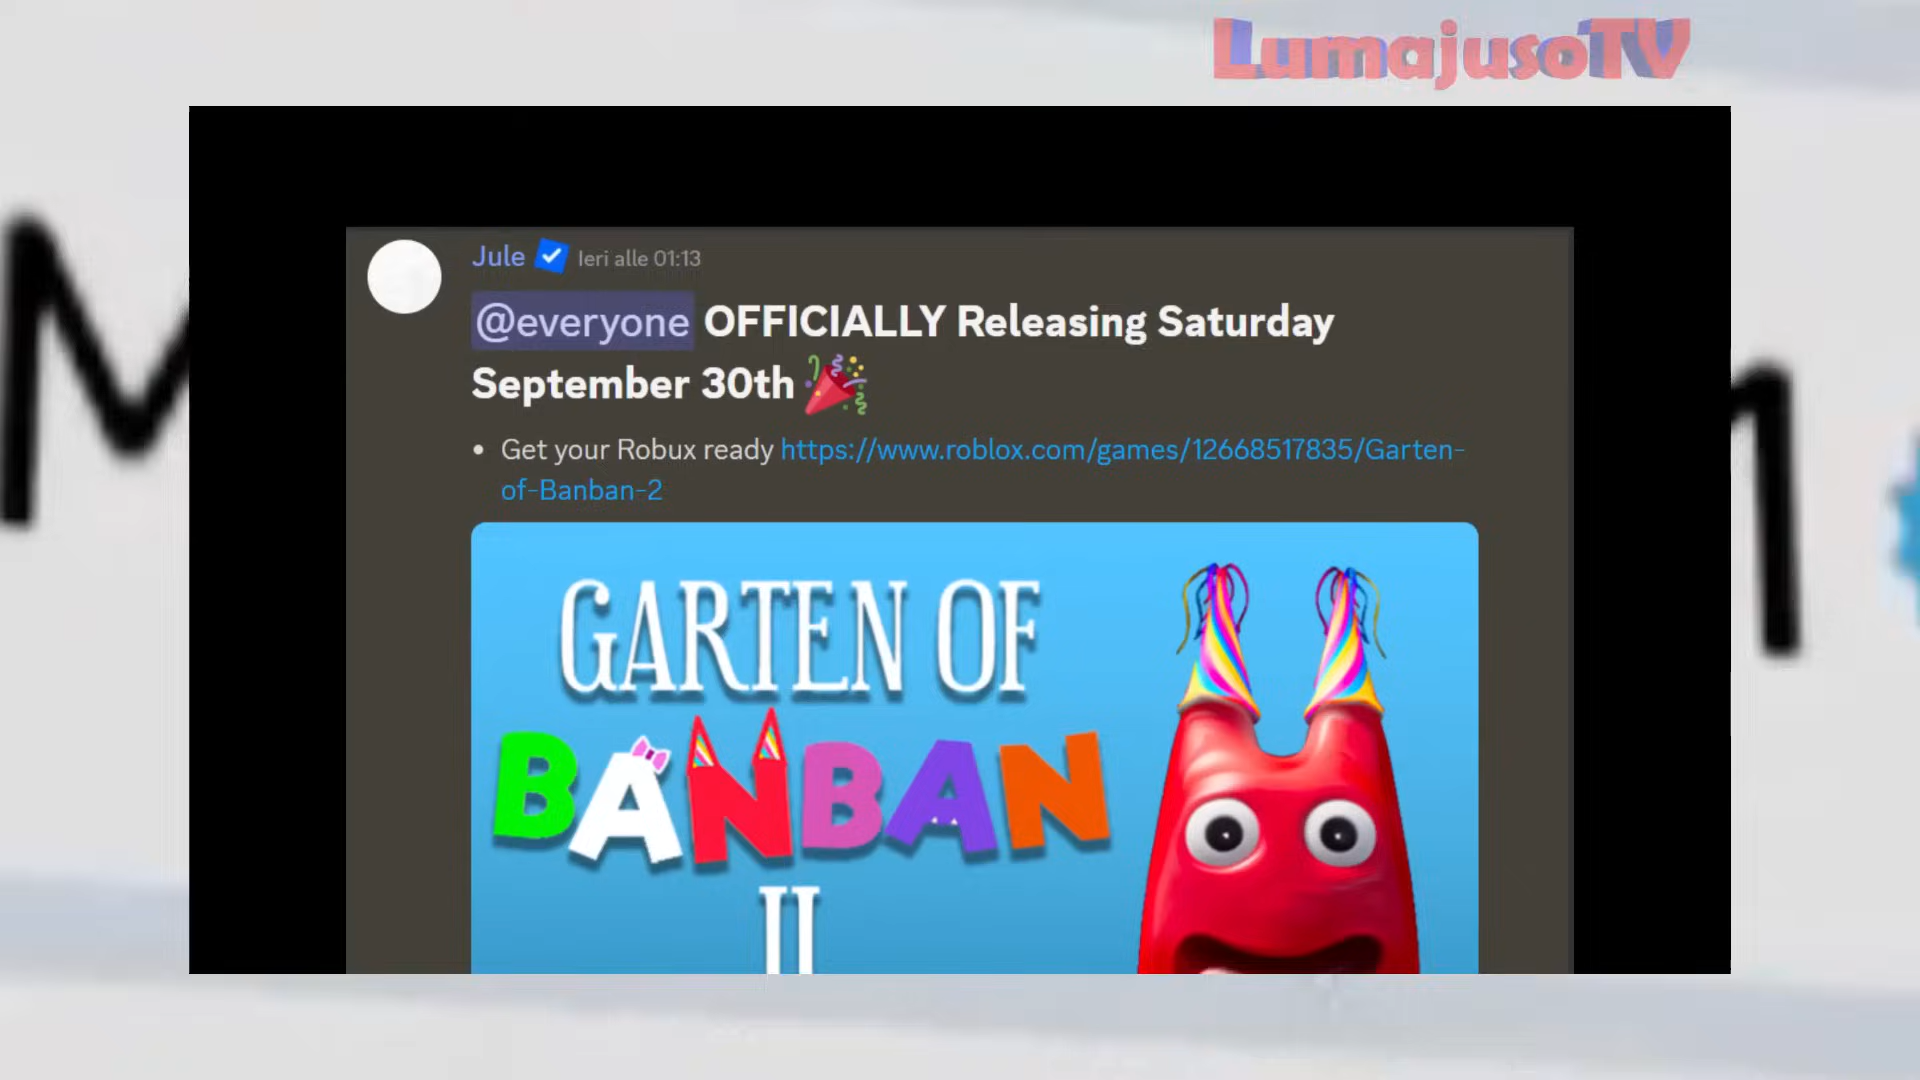 LumajusoTV
Jule Ieri alle 01:13
@everyone OFFICIALLY Releasing Saturday
September 30th
• Get your Robux ready https://www.roblox.com/games/12668517835/Garten-
of-Banban-2
GARTEN OF
BANBAN
II